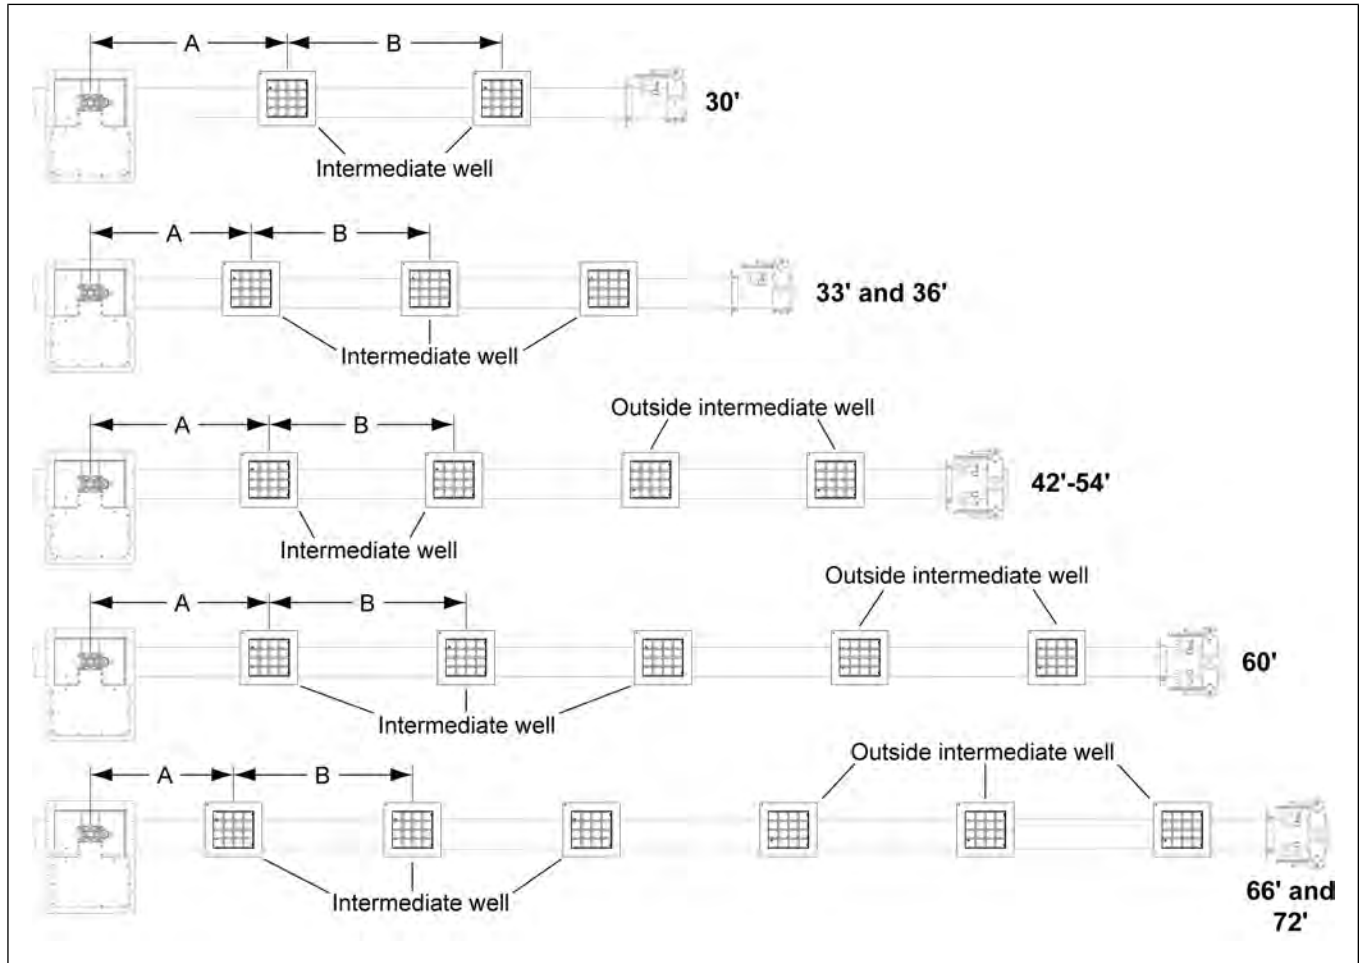 A B
30'
Intermediate well
A B
33' and 36'
Intermediate well
Outside intermediate well
A B
42'-54'
Intermediate well
Outside intermediate well
A B
60'
Intermediate well
Outside intermediate well
A B
Intermediate well
66' and
72'